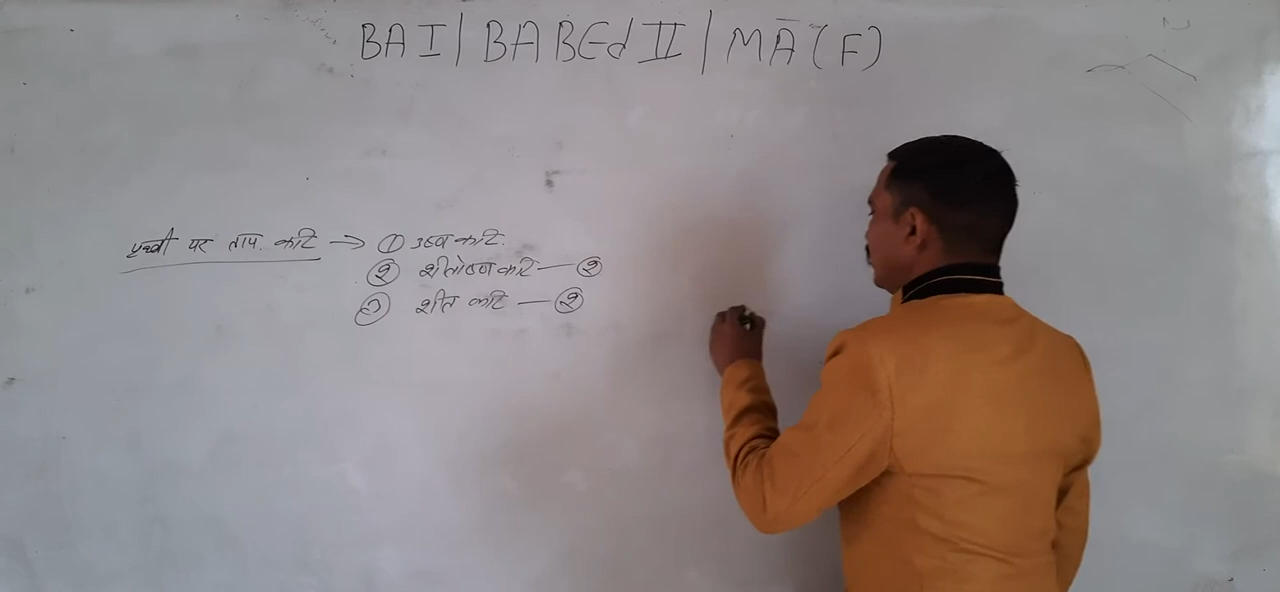 BA I / BA BEd II / MA (F)
पृथ्वी पर ताप. कटि → ① उष्ण कटि.
② शीतोष्ण कटि — ②
③ शीत कटि — ②